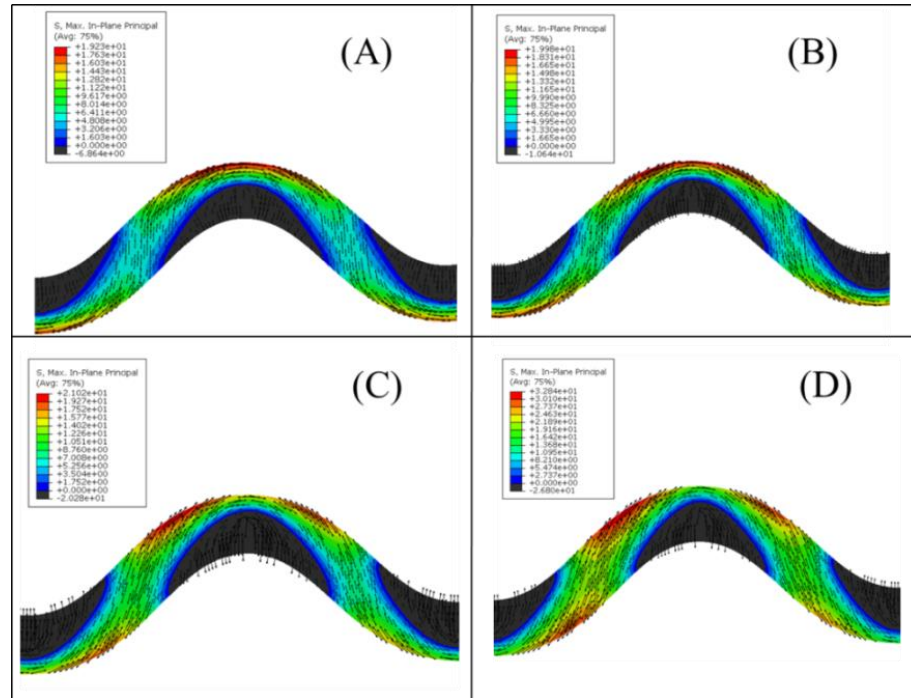 S, Max. In-Plane Principal
(Avg: 75%)
+1.923e+01
+1.763e+01
+1.603e+01
+1.443e+01
+1.282e+01
+1.122e+01
+9.617e+00
+8.014e+00
+6.411e+00
+4.808e+00
+3.206e+00
+1.603e+00
+0.000e+00
-6.864e+00
(A)
S, Max. In-Plane Principal
(Avg: 75%)
+1.998e+01
+1.831e+01
+1.665e+01
+1.498e+01
+1.332e+01
+1.165e+01
+9.990e+00
+8.325e+00
+6.660e+00
+4.995e+00
+3.330e+00
+1.665e+00
+0.000e+00
-1.064e+01
(B)
S, Max. In-Plane Principal
(Avg: 75%)
+2.102e+01
+1.927e+01
+1.752e+01
+1.577e+01
+1.402e+01
+1.226e+01
+1.051e+01
+8.760e+00
+7.008e+00
+5.256e+00
+3.504e+00
+1.752e+00
+0.000e+00
-2.028e+01
(C)
S, Max. In-Plane Principal
(Avg: 75%)
+3.284e+01
+3.010e+01
+2.737e+01
+2.463e+01
+2.189e+01
+1.916e+01
+1.642e+01
+1.368e+01
+1.095e+01
+8.210e+00
+5.474e+00
+2.737e+00
+0.000e+00
-2.680e+01
(D)